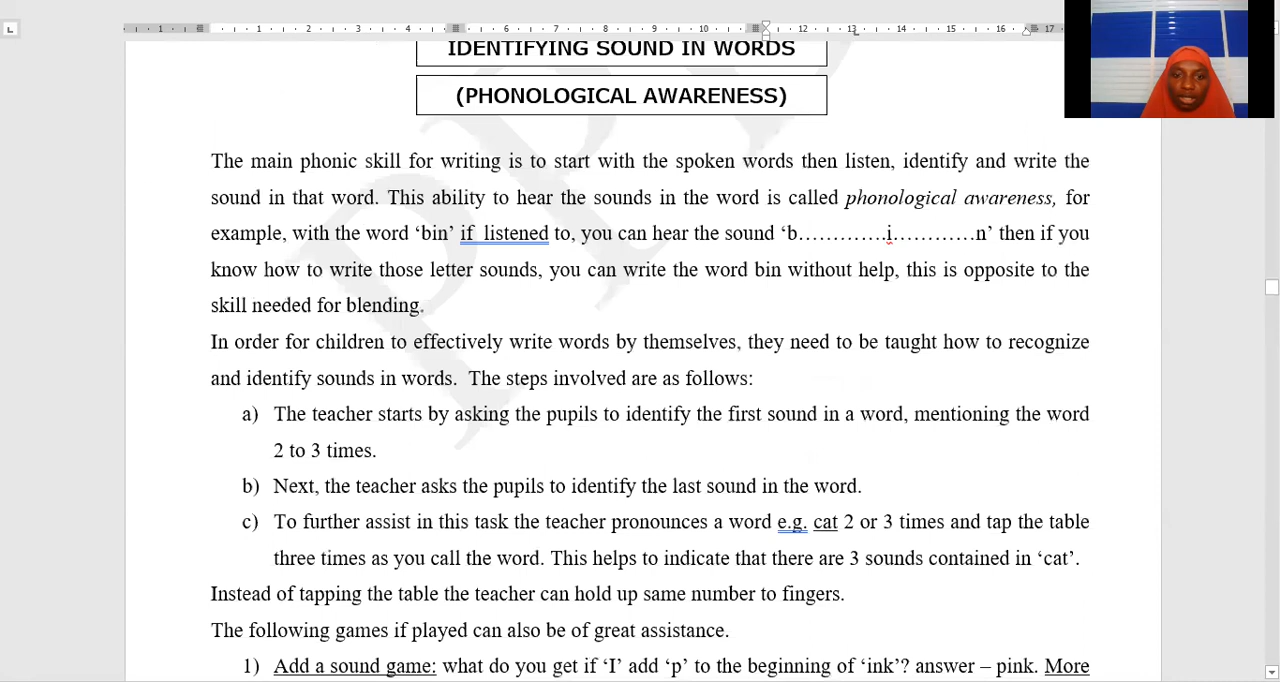 IDENTIFYING SOUND IN WORDS
(PHONOLOGICAL AWARENESS)
The main phonic skill for writing is to start with the spoken words then listen, identify and write the
sound in that word. This ability to hear the sounds in the word is called phonological awareness, for
example, with the word ‘bin’ if listened to, you can hear the sound ‘b………….i………..n’ then if you
know how to write those letter sounds, you can write the word bin without help, this is opposite to the
skill needed for blending.
In order for children to effectively write words by themselves, they need to be taught how to recognize
and identify sounds in words. The steps involved are as follows:
a) The teacher starts by asking the pupils to identify the first sound in a word, mentioning the word
2 to 3 times.
b) Next, the teacher asks the pupils to identify the last sound in the word.
c) To further assist in this task the teacher pronounces a word e.g. cat 2 or 3 times and tap the table
three times as you call the word. This helps to indicate that there are 3 sounds contained in ‘cat’.
Instead of tapping the table the teacher can hold up same number to fingers.
The following games if played can also be of great assistance.
1) Add a sound game: what do you get if ‘I’ add ‘p’ to the beginning of ‘ink’? answer – pink. More